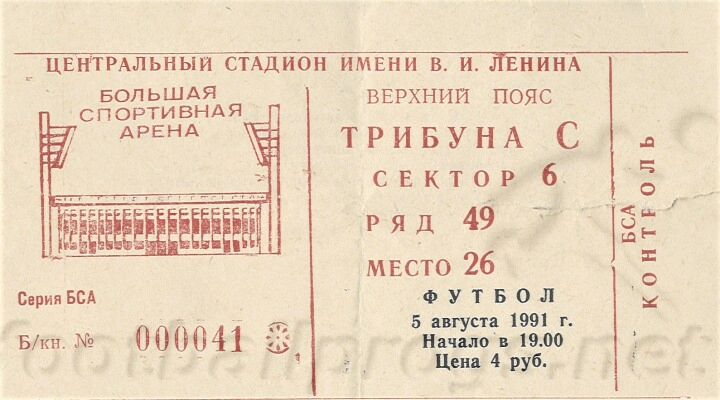 ЦЕНТРАЛЬНЫЙ СТАДИОН ИМЕНИ В. И. ЛЕНИНА
БОЛЬШАЯ
СПОРТИВНАЯ
АРЕНА
Серия БСА
Б/кн. № 000041
ВЕРХНИЙ ПОЯС
ТРИБУНА С
СЕКТОР 6
РЯД 49
МЕСТО 26
ФУТБОЛ
5 августа 1991 г.
Начало в 19.00
Цена 4 руб.
БСА
КОНТРОЛЬ